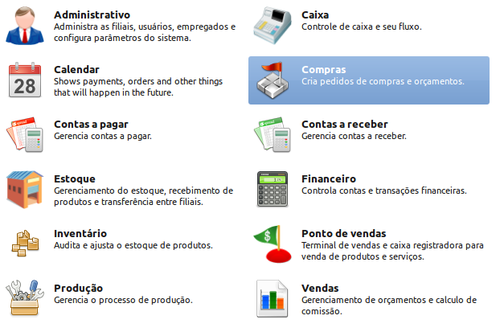 Administrativo
Administra as filiais, usuários, empregados e
configura parâmetros do sistema.
Caixa
Controle de caixa e seu fluxo.
Calendar
Shows payments, orders and other things
that will happen in the future.
28
Compras
Cria pedidos de compras e orçamentos.
Contas a pagar
Gerencia contas a pagar.
Contas a receber
Gerencia contas a receber.
Estoque
Gerenciamento do estoque, recebimento de
produtos e transferência entre filiais.
Financeiro
Controla contas e transações financeiras.
Inventário
Audita e ajusta o estoque de produtos.
Ponto de vendas
Terminal de vendas e caixa registradora para
venda de produtos e serviços.
Produção
Gerencia o processo de produção.
Vendas
Gerenciamento de orçamentos e calculo de
comissão.